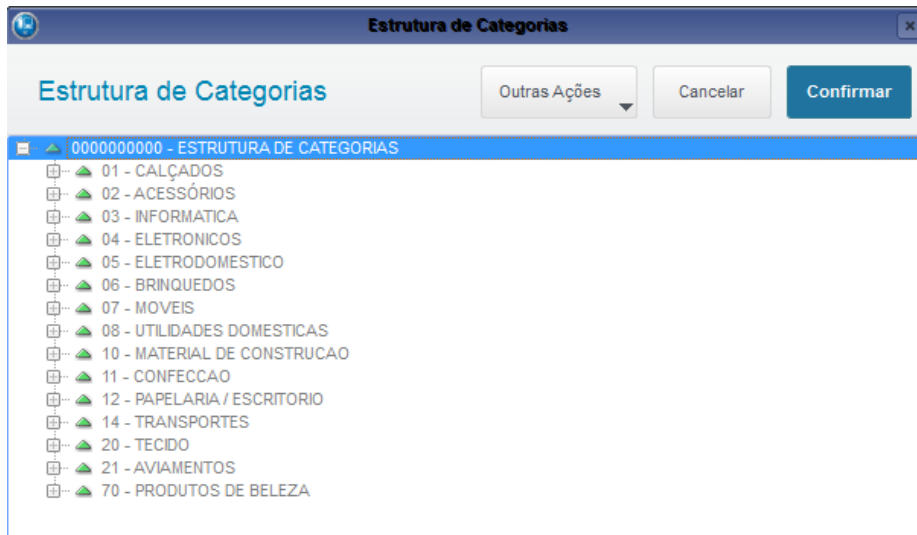 Estrutura de Categorias
Estrutura de Categorias
Outras Ações
Cancelar
Confirmar
0000000000 - ESTRUTURA DE CATEGORIAS
01 - CALÇADOS
02 - ACESSÓRIOS
03 - INFORMATICA
04 - ELETRONICOS
05 - ELETRODOMESTICO
06 - BRINQUEDOS
07 - MOVEIS
08 - UTILIDADES DOMESTICAS
10 - MATERIAL DE CONSTRUCAO
11 - CONFECCAO
12 - PAPELARIA / ESCRITORIO
14 - TRANSPORTES
20 - TECIDO
21 - AVIAMENTOS
70 - PRODUTOS DE BELEZA